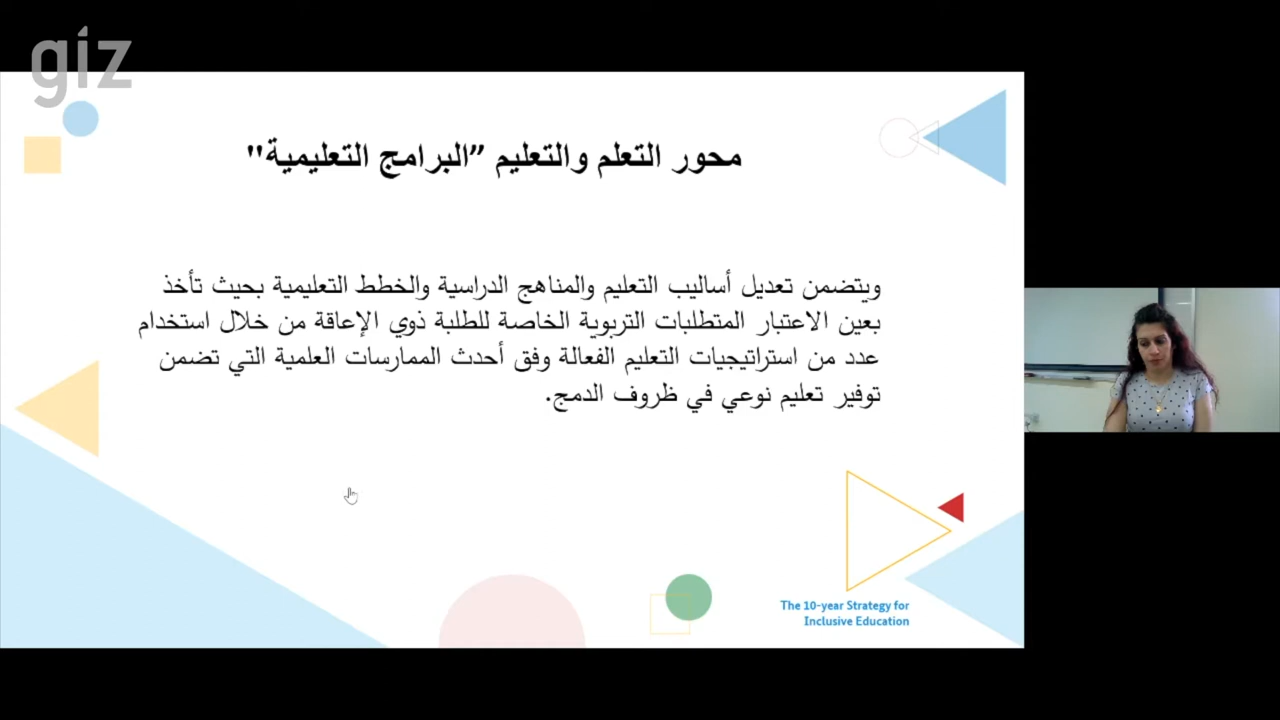 giz
محور التعلم والتعليم ”البرامج التعليمية"
ويتضمن تعديل أساليب التعليم والمناهج الدراسية والخطط التعليمية بحيث تأخذ
بعين الاعتبار المتطلبات التربوية الخاصة للطلبة ذوي الإعاقة من خلال استخدام
عدد من استراتيجيات التعليم الفعالة وفق أحدث الممارسات العلمية التي تضمن
توفير تعليم نوعي في ظروف الدمج.
The 10-year Strategy for
Inclusive Education